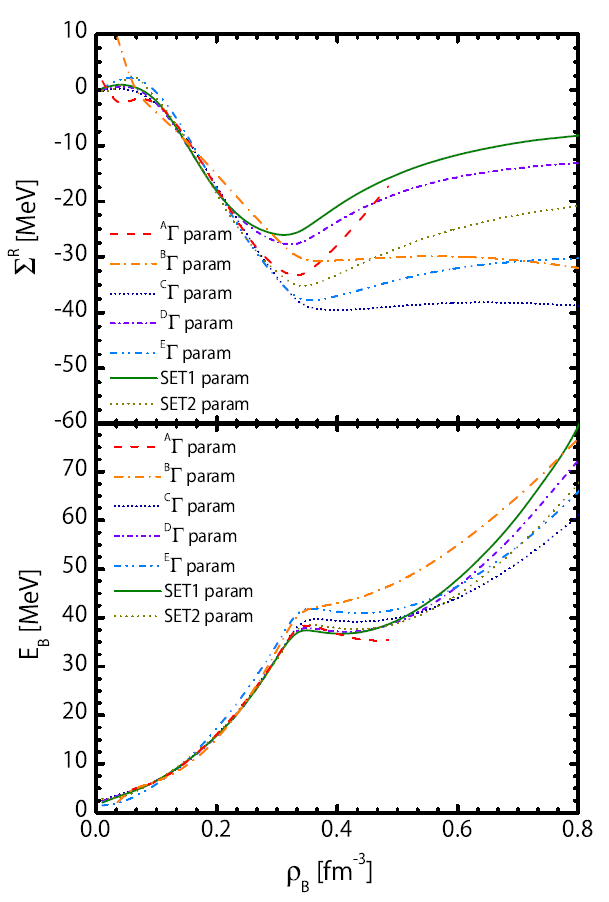 10
0
-10
-20
-30
-40
-50
-60
Σᴿ [MeV]
ᴬΓ param
ᴮΓ param
ᶜΓ param
ᴰΓ param
ᴱΓ param
SET1 param
SET2 param
70
60
50
40
30
20
10
0
E_B [MeV]
ᴬΓ param
ᴮΓ param
ᶜΓ param
ᴰΓ param
ᴱΓ param
SET1 param
SET2 param
0.0 0.2 0.4 0.6 0.8
ρ_B [fm⁻³]